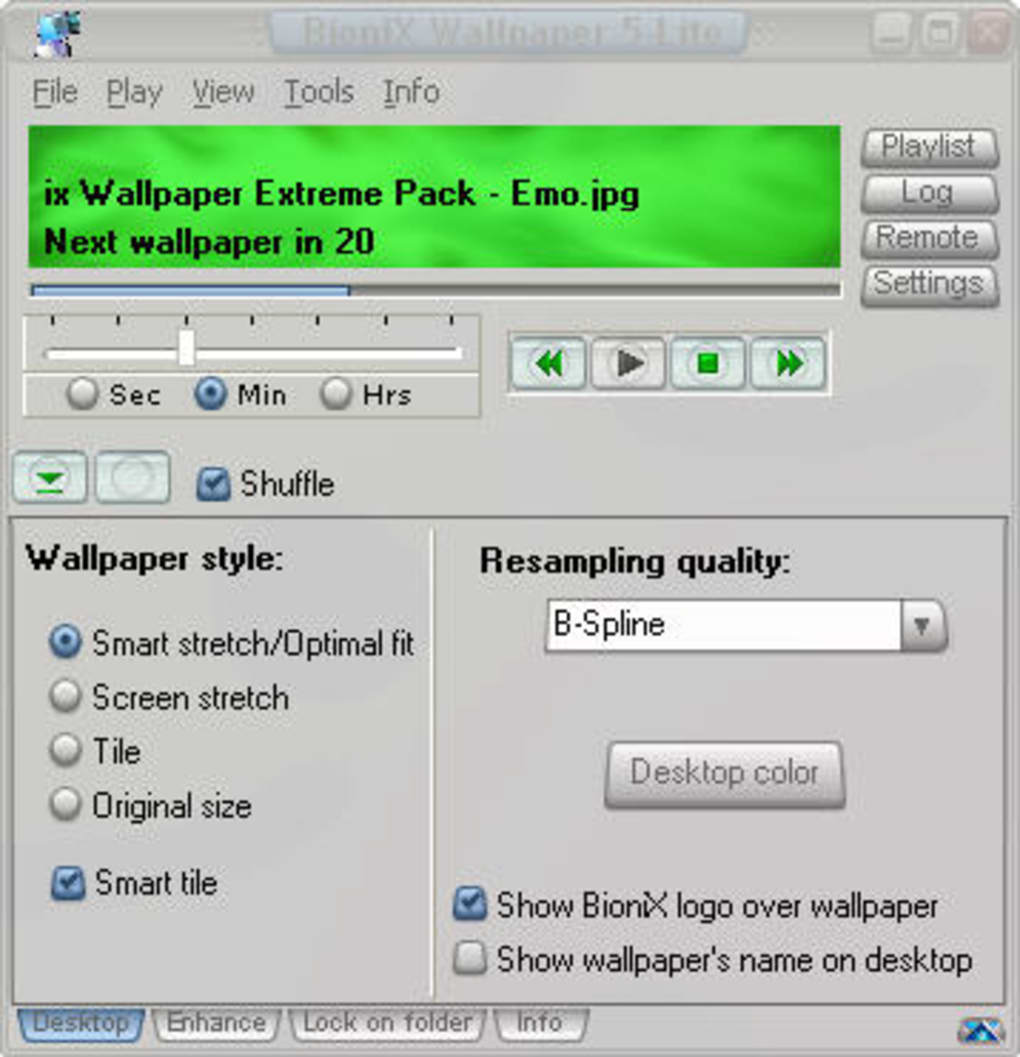 BioniX Wallpaper 5 Lite
File Play View Tools Info
ix Wallpaper Extreme Pack - Emo.jpg
Next wallpaper in 20
Playlist
Log
Remote
Settings
Sec Min Hrs
Shuffle
Wallpaper style:
Smart stretch/Optimal fit
Screen stretch
Tile
Original size
Smart tile
Resampling quality:
B-Spline
Desktop color
Show BioniX logo over wallpaper
Show wallpaper's name on desktop
Desktop Enhance Lock on folder Info